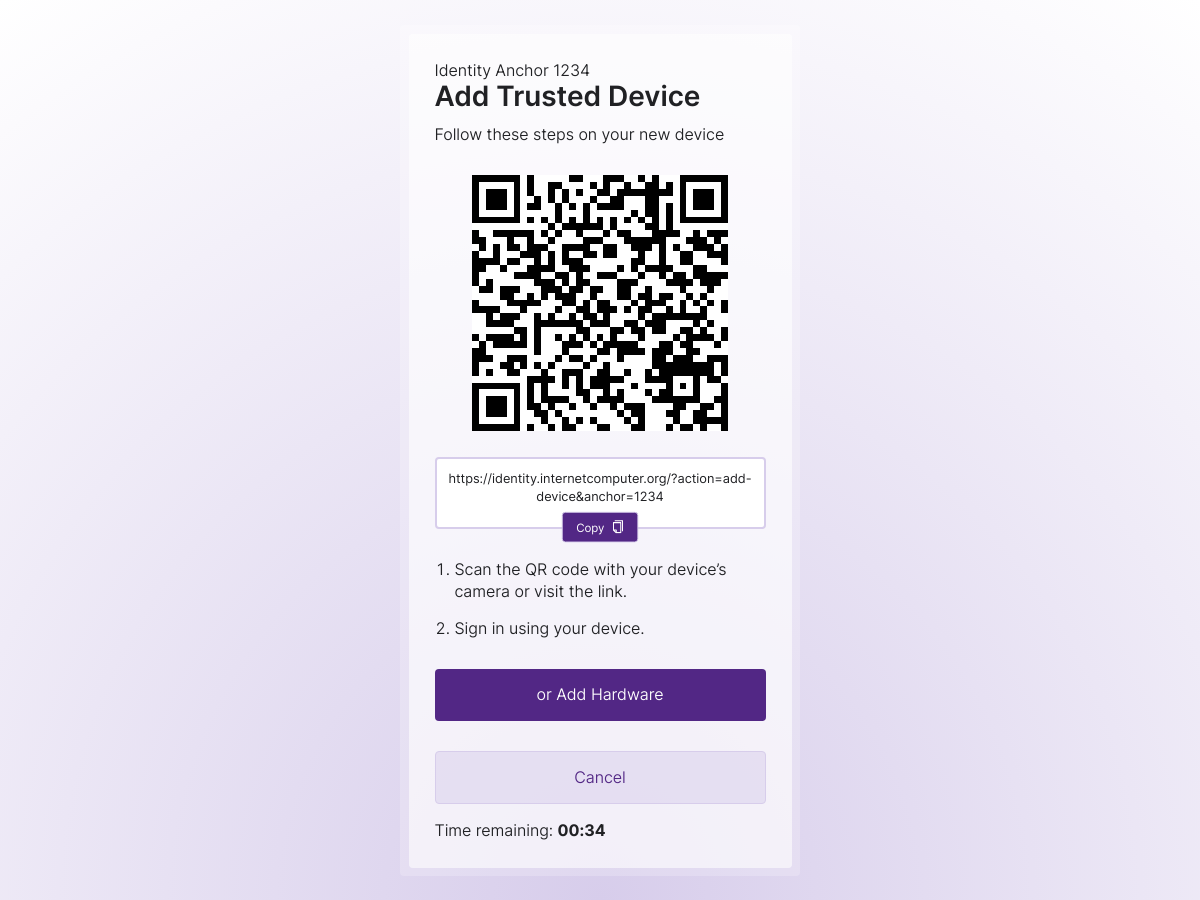 Identity Anchor 1234
Add Trusted Device
Follow these steps on your new device
https://identity.internetcomputer.org/?action=add-
device&anchor=1234
Copy
1. Scan the QR code with your device’s
camera or visit the link.
2. Sign in using your device.
or Add Hardware
Cancel
Time remaining: 00:34